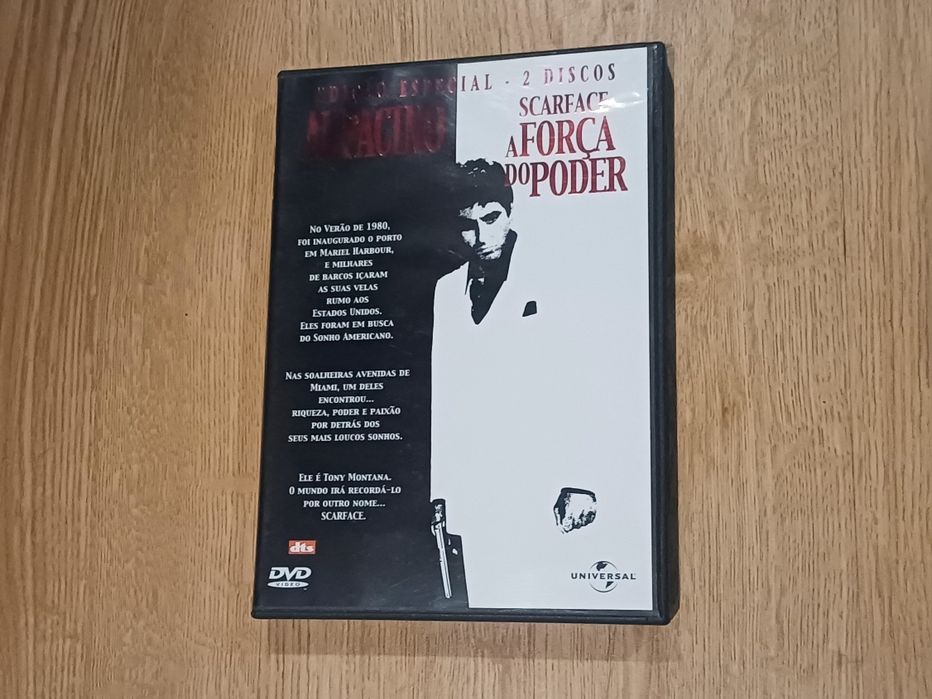 EDIÇÃO ESPECIAL - 2 DISCOS
AL PACINO
SCARFACE
A FORÇA
DO PODER
NO VERÃO DE 1980,
FOI INAUGURADO O PORTO
EM MARIEL HARBOUR,
E MILHARES
DE BARCOS IÇARAM
AS SUAS VELAS
RUMO AOS
ESTADOS UNIDOS.
ELES FORAM EM BUSCA
DO SONHO AMERICANO.
NAS SOALHEIRAS AVENIDAS DE
MIAMI, UM DELES
ENCONTROU...
RIQUEZA, PODER E PAIXÃO
POR DETRÁS DOS
SEUS MAIS LOUCOS SONHOS.
ELE É TONY MONTANA.
O MUNDO IRÁ RECORDÁ-LO
POR OUTRO NOME...
SCARFACE.
dts
DVD
VIDEO
UNIVERSAL